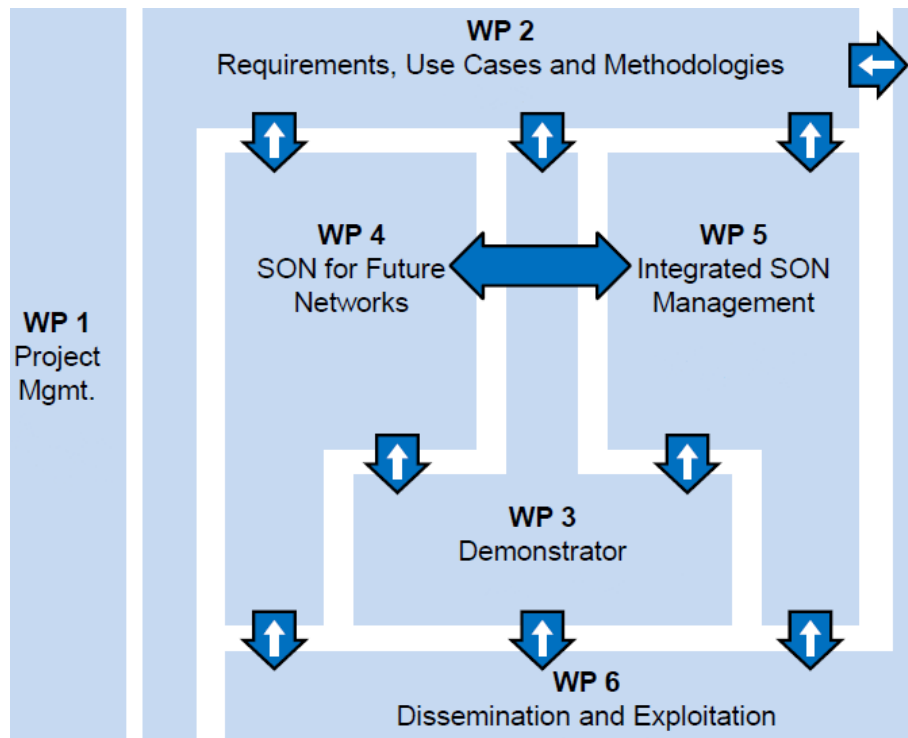 WP 2
Requirements, Use Cases and Methodologies
WP 4
SON for Future
Networks
WP 5
Integrated SON
Management
WP 1
Project
Mgmt.
WP 3
Demonstrator
WP 6
Dissemination and Exploitation